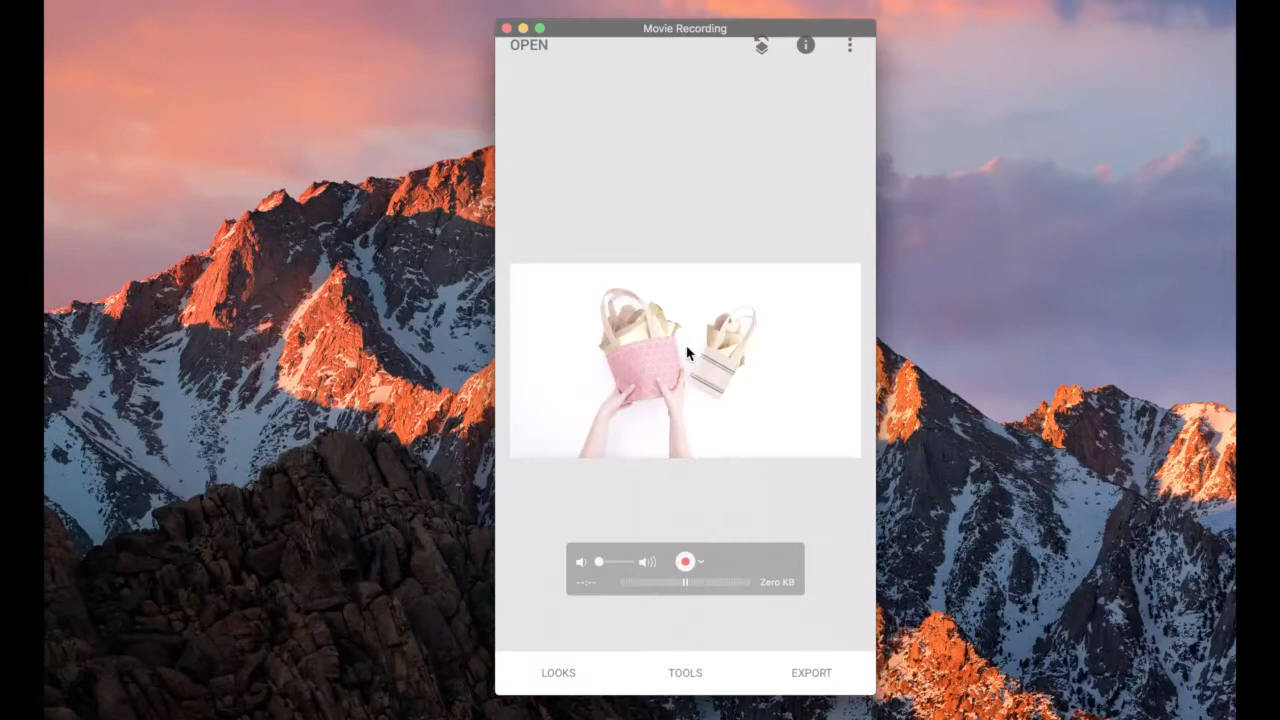 Movie Recording
OPEN
--:--
Zero KB
LOOKS
TOOLS
EXPORT